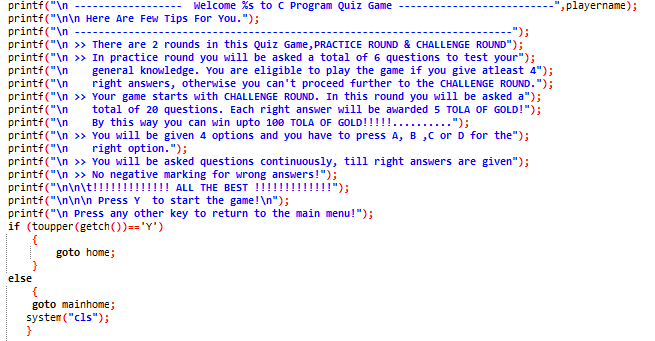 printf("\n ------------------  Welcome %s to C Program Quiz Game --------------------------",playername);
printf("\n\n Here Are Few Tips For You.");
printf("\n -------------------------------------------------------------------------");
printf("\n >> There are 2 rounds in this Quiz Game,PRACTICE ROUND & CHALLENGE ROUND");
printf("\n >> In practice round you will be asked a total of 6 questions to test your");
printf("\n    general knowledge. You are eligible to play the game if you give atleast 4");
printf("\n    right answers, otherwise you can't proceed further to the CHALLENGE ROUND.");
printf("\n >> Your game starts with CHALLENGE ROUND. In this round you will be asked a");
printf("\n    total of 20 questions. Each right answer will be awarded 5 TOLA OF GOLD!");
printf("\n    By this way you can win upto 100 TOLA OF GOLD!!!!!..........");
printf("\n >> You will be given 4 options and you have to press A, B ,C or D for the");
printf("\n    right option.");
printf("\n >> You will be asked questions continuously, till right answers are given");
printf("\n >> No negative marking for wrong answers!");
printf("\n\n\t!!!!!!!!!!!!! ALL THE BEST !!!!!!!!!!!!!");
printf("\n\n\n Press Y  to start the game!\n");
printf("\n Press any other key to return to the main menu!");
if (toupper(getch())=='Y')
{
goto home;
}
else
{
goto mainhome;
system("cls");
}